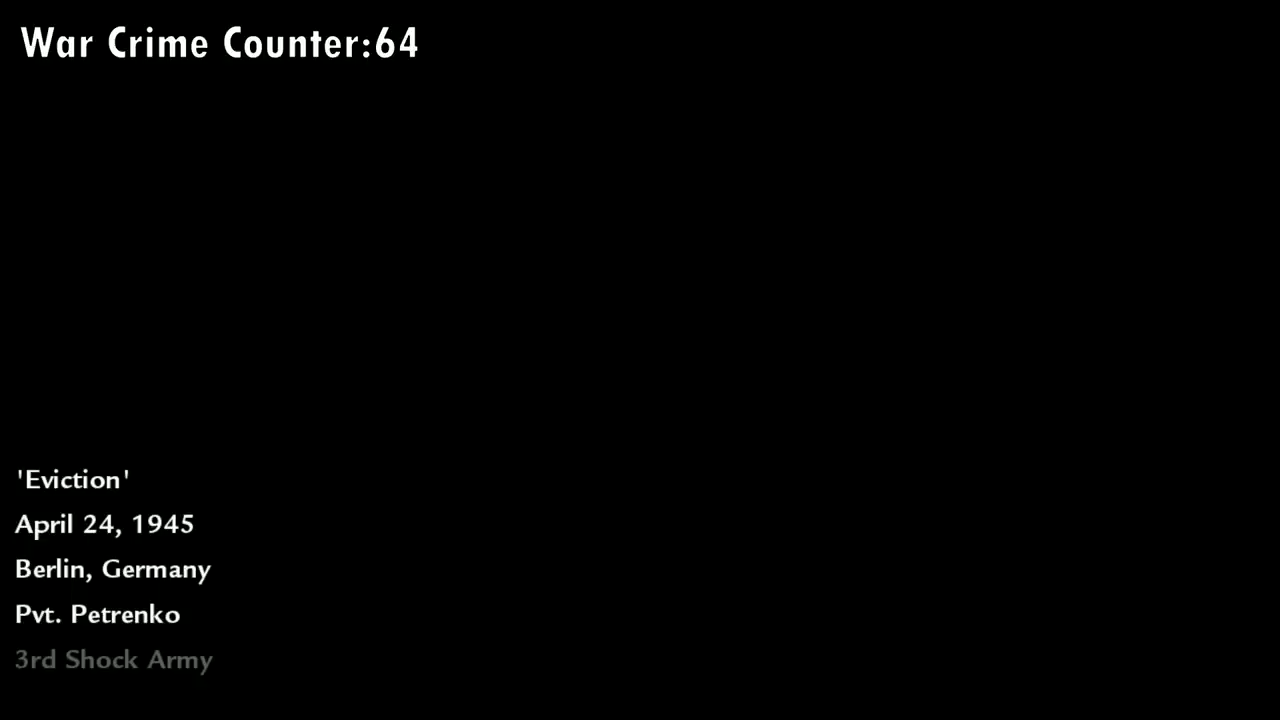 War Crime Counter:64
'Eviction'
April 24, 1945
Berlin, Germany
Pvt. Petrenko
3rd Shock Army